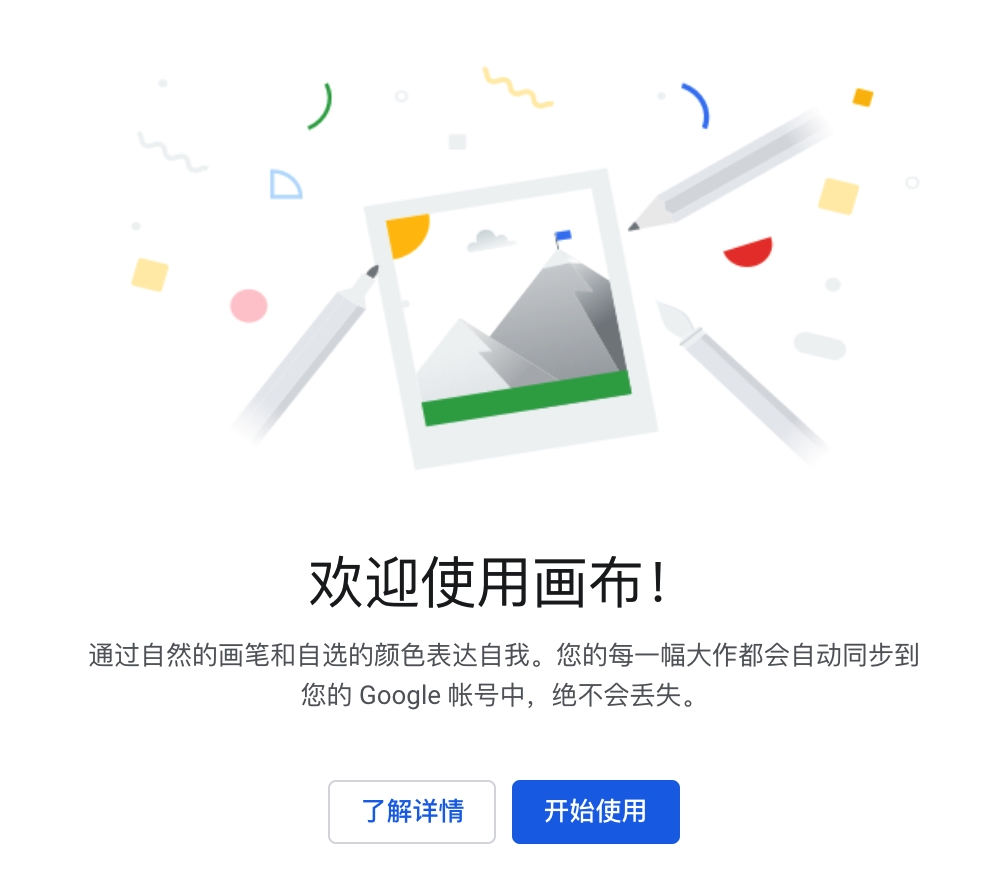 欢迎使用画布！
通过自然的画笔和自选的颜色表达自我。您的每一幅大作都会自动同步到
您的 Google 帐号中，绝不会丢失。
了解详情
开始使用